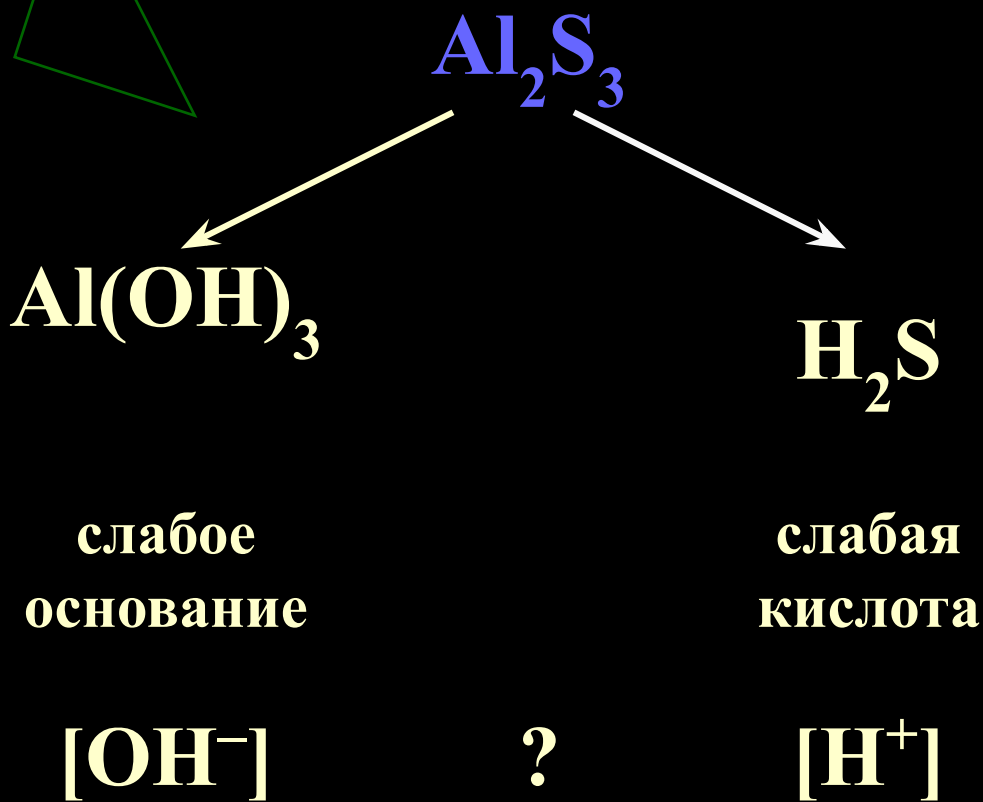 Al₂S₃
Al(OH)₃
H₂S
слабое
основание
слабая
кислота
[OH⁻] ? [H⁺]